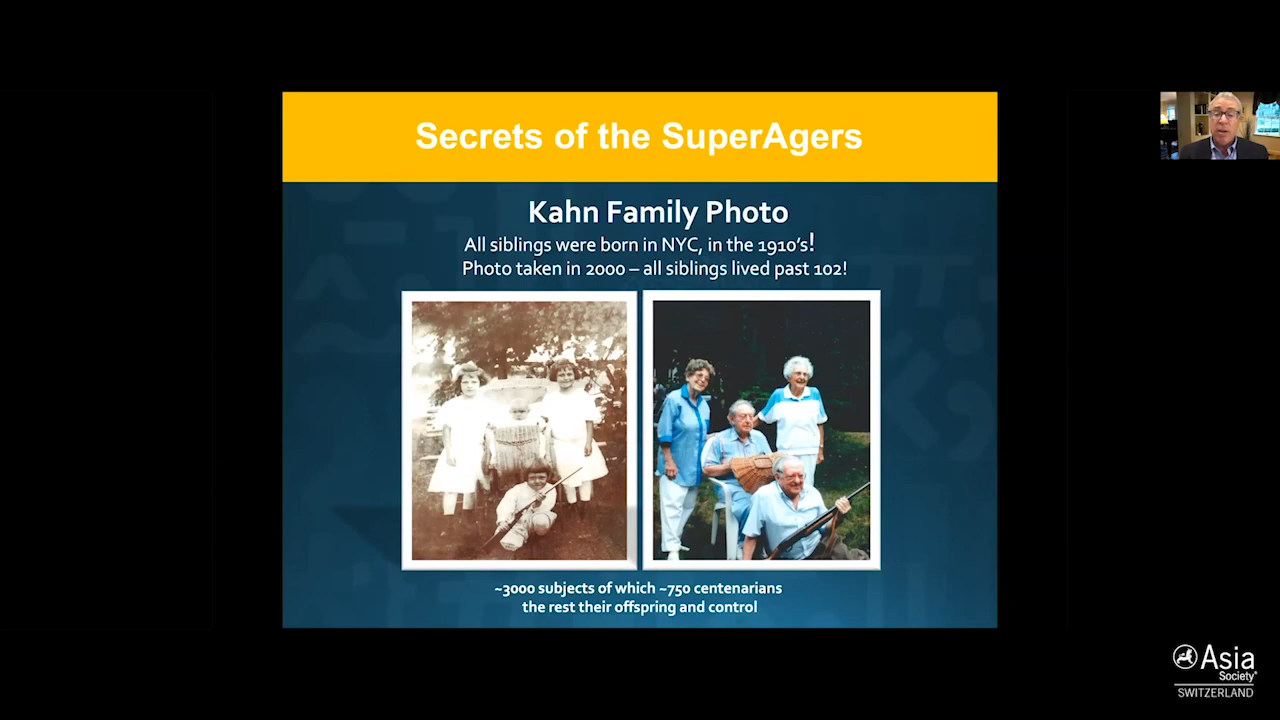 Secrets of the SuperAgers
Kahn Family Photo
All siblings were born in NYC, in the 1910's!
Photo taken in 2000 – all siblings lived past 102!
~3000 subjects of which ~750 centenarians
the rest their offspring and control
Asia
Society
SWITZERLAND